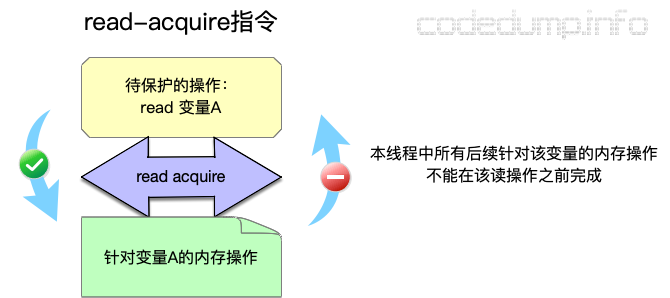 read-acquire指令
codedump.info
待保护的操作：
read 变量A
read acquire
本线程中所有后续针对该变量的内存操作
不能在该读操作之前完成
针对变量A的内存操作